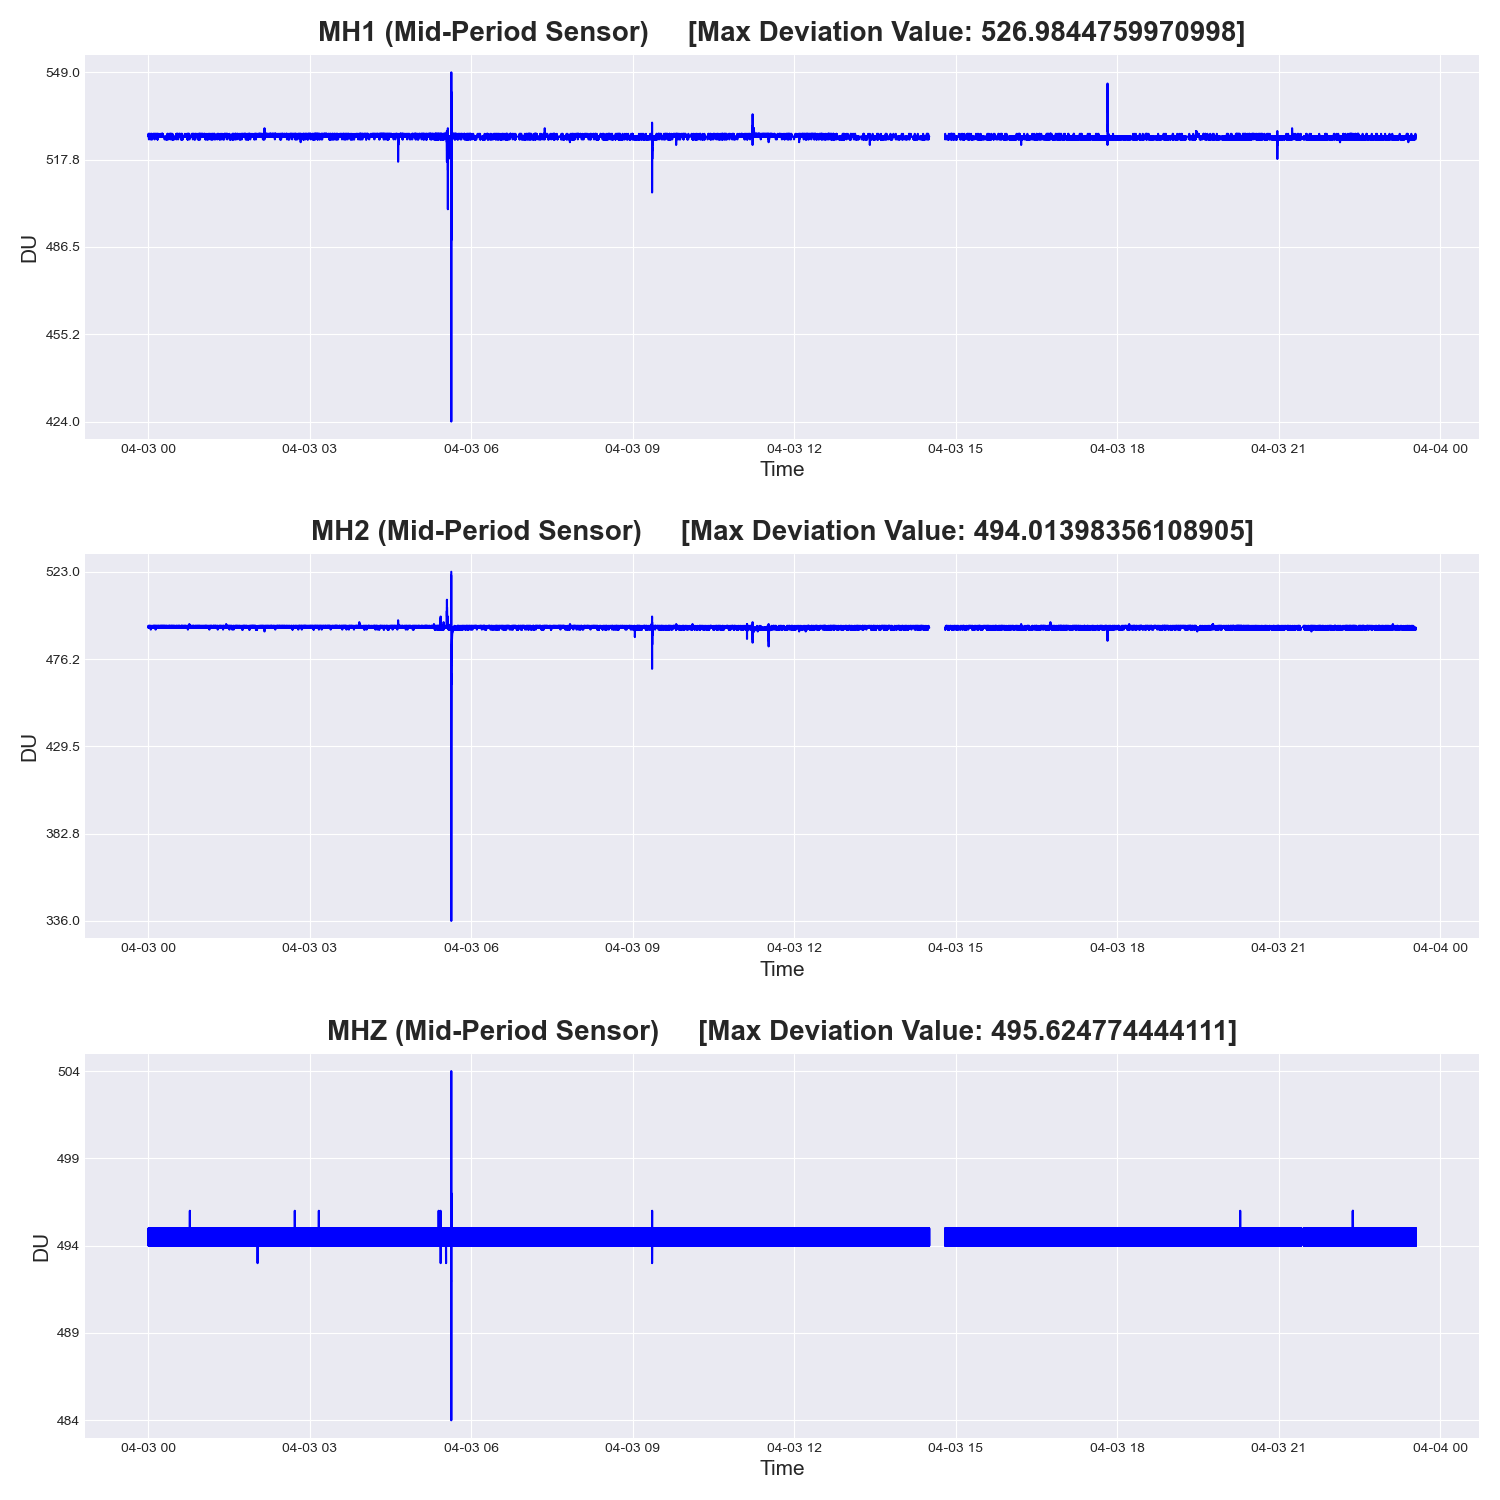 MH1 (Mid-Period Sensor)     [Max Deviation Value: 526.9844759970998]
549.0
517.8
486.5
455.2
424.0
DU
04-03 00 04-03 03 04-03 06 04-03 09 04-03 12 04-03 15 04-03 18 04-03 21 04-04 00
Time
MH2 (Mid-Period Sensor)     [Max Deviation Value: 494.01398356108905]
523.0
476.2
429.5
382.8
336.0
DU
04-03 00 04-03 03 04-03 06 04-03 09 04-03 12 04-03 15 04-03 18 04-03 21 04-04 00
Time
MHZ (Mid-Period Sensor)     [Max Deviation Value: 495.624774444111]
504
499
494
489
484
DU
04-03 00 04-03 03 04-03 06 04-03 09 04-03 12 04-03 15 04-03 18 04-03 21 04-04 00
Time